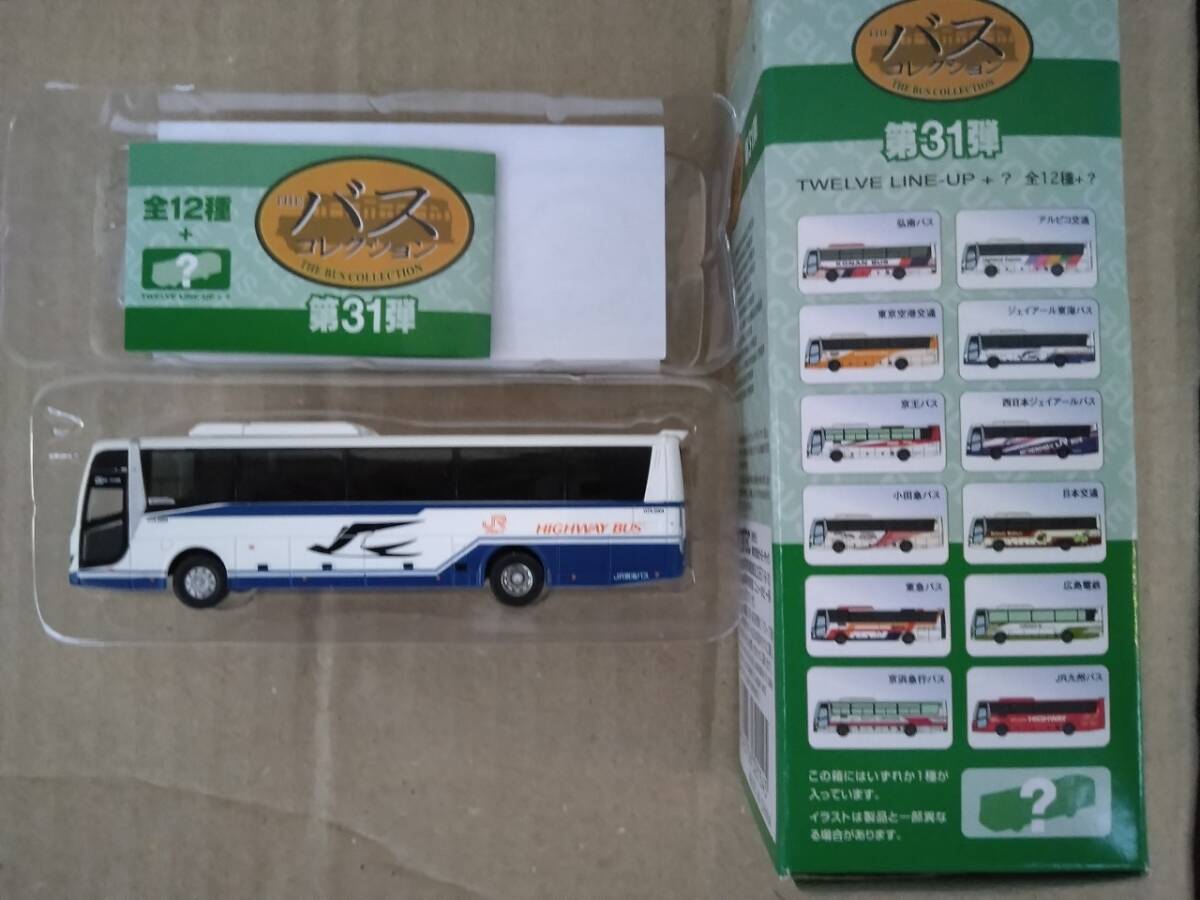 全12種
+
?
TWELVE LINE-UP + ?
THE
バス
コレクション
THE BUS COLLECTION
第31弾
JR
HIGHWAY BUS
JR東海バス
THE
バス
コレクション
THE BUS COLLECTION
第31弾
TWELVE LINE-UP + ? 全12種+?
弘南バス
KONAN BUS
アルピコ交通
東京空港交通
ジェイアール東海バス
京王バス
西日本ジェイアールバス
小田急バス
日本交通
東急バス
広島電鉄
京浜急行バス
JR九州バス
HIGHWAY
この箱にはいずれか1種が
入っています。
イラストは製品と一部異な
る場合があります。
?